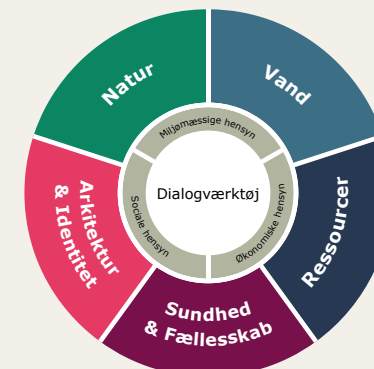 Natur
Vand
Ressourcer
Sundhed
& Fællesskab
Arkitektur
& Identitet
Miljømæssige hensyn
Økonomiske hensyn
Sociale hensyn
Dialogværktøj